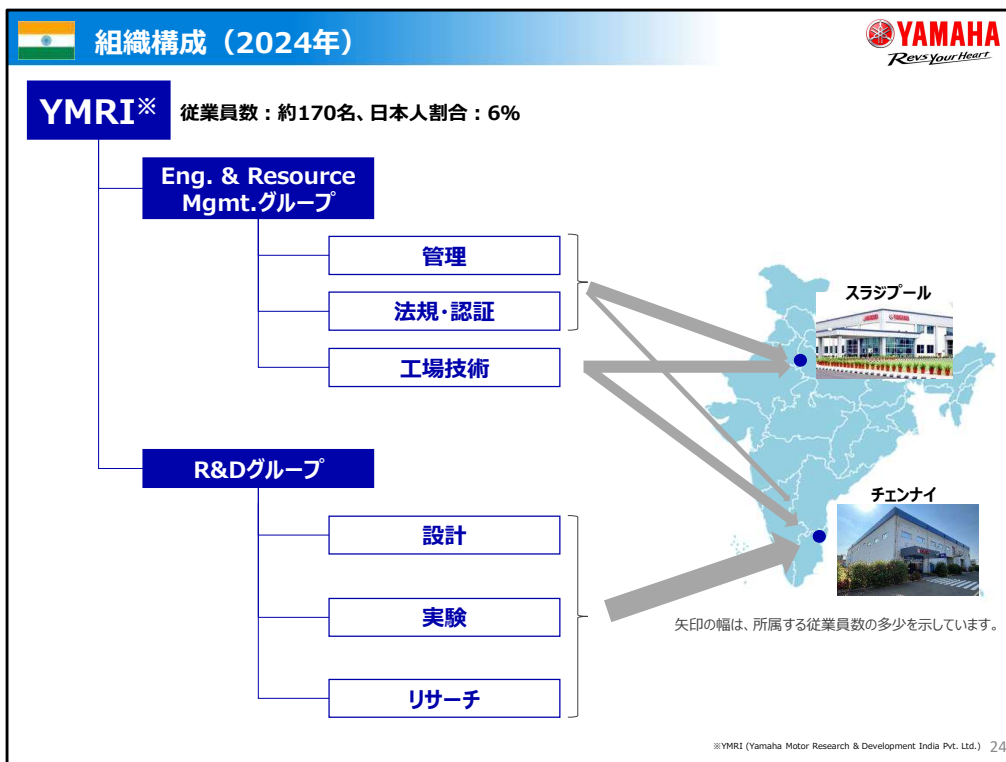 組織構成（2024年）
YAMAHA
Revs Your Heart
YMRI※
従業員数：約170名、日本人割合：6%
Eng. & Resource
Mgmt.グループ
管理
法規・認証
工場技術
R&Dグループ
設計
実験
リサーチ
スラジプール
チェンナイ
矢印の幅は、所属する従業員数の多少を示しています。
※YMRI (Yamaha Motor Research & Development India Pvt. Ltd.)
24